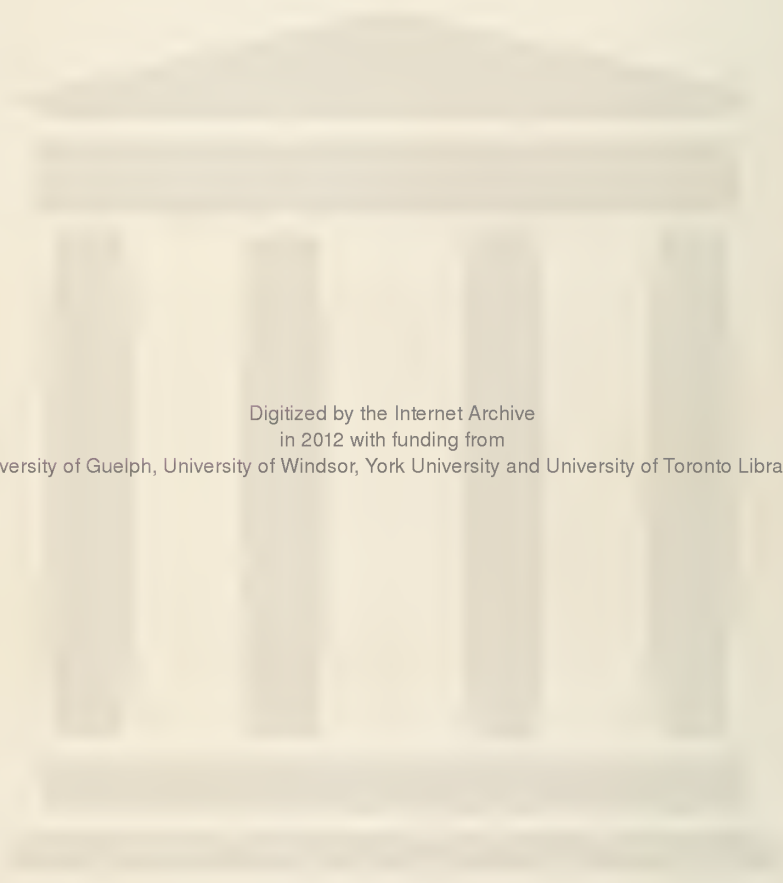 Digitized by the Internet Archive
in 2012 with funding from
versity of Guelph, University of Windsor, York University and University of Toronto Libra